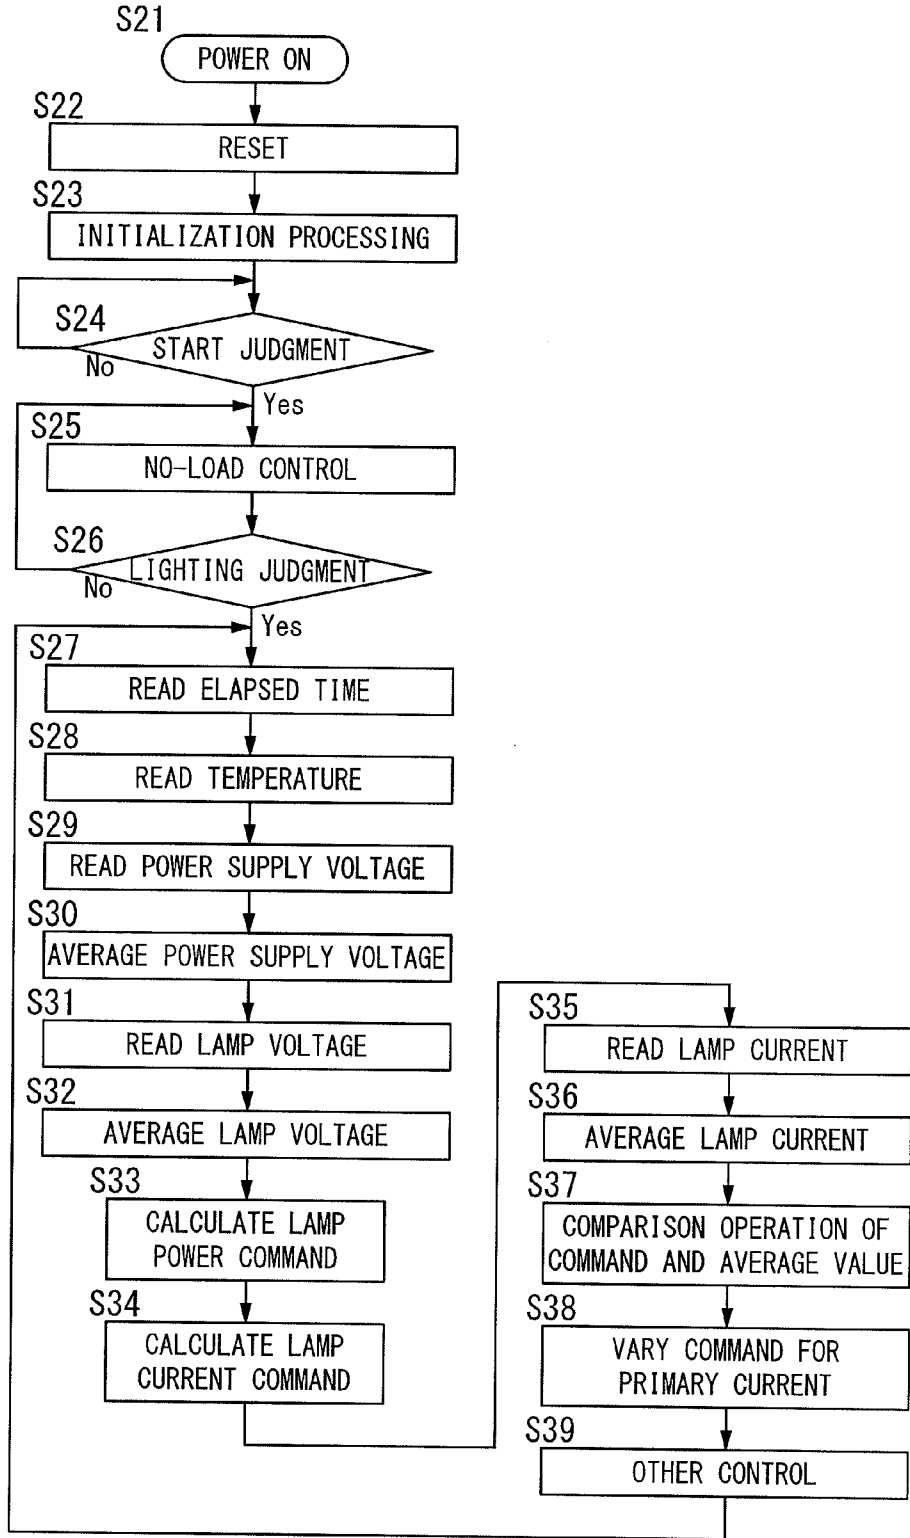 S21
POWER ON
S22
RESET
S23
INITIALIZATION PROCESSING
S24
START JUDGMENT
No
Yes
S25
NO-LOAD CONTROL
S26
LIGHTING JUDGMENT
No
Yes
S27
READ ELAPSED TIME
S28
READ TEMPERATURE
S29
READ POWER SUPPLY VOLTAGE
S30
AVERAGE POWER SUPPLY VOLTAGE
S31
READ LAMP VOLTAGE
S32
AVERAGE LAMP VOLTAGE
S33
CALCULATE LAMP
POWER COMMAND
S34
CALCULATE LAMP
CURRENT COMMAND
S35
READ LAMP CURRENT
S36
AVERAGE LAMP CURRENT
S37
COMPARISON OPERATION OF
COMMAND AND AVERAGE VALUE
S38
VARY COMMAND FOR
PRIMARY CURRENT
S39
OTHER CONTROL